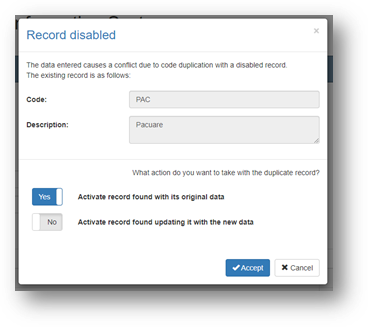 Record disabled
×
The data entered causes a conflict due to code duplication with a disabled record.
The existing record is as follows:
Code: PAC
Description: Pacuare
What action do you want to take with the duplicate record?
Yes Activate record found with its original data
No Activate record found updating it with the new data
Accept Cancel